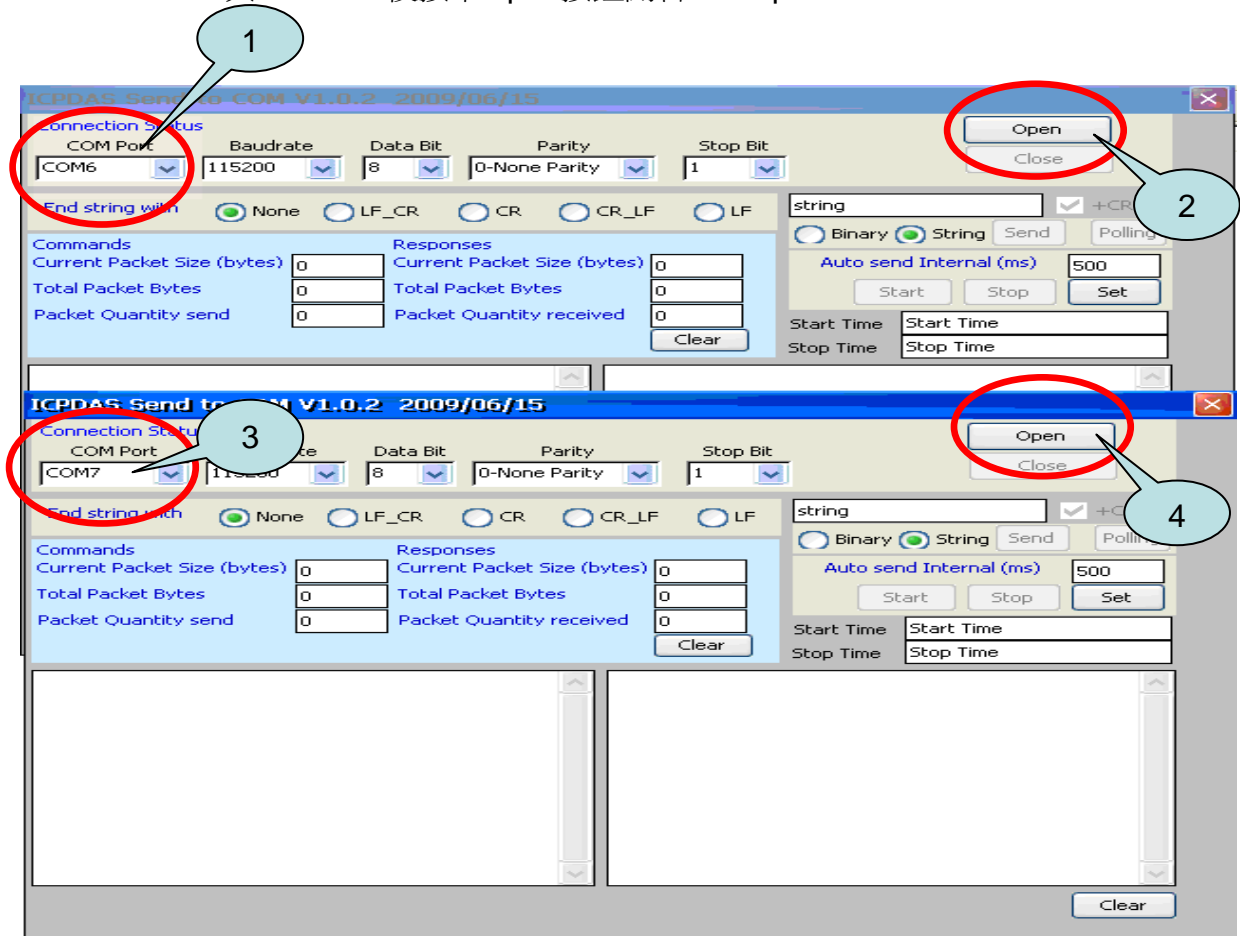 1
ICPDAS Send to COM V1.0.2 2009/06/15
Connection Status
COM Port Baudrate Data Bit Parity Stop Bit
COM6 115200 8 0-None Parity 1
Open
Close
2
End string with None LF_CR CR CR_LF LF
string +CR
Binary String Send Polling
Commands Responses
Current Packet Size (bytes) 0 Current Packet Size (bytes) 0
Total Packet Bytes 0 Total Packet Bytes 0
Packet Quantity send 0 Packet Quantity received 0
Clear
Auto send Internal (ms) 500
Start Stop Set
Start Time Start Time
Stop Time Stop Time
ICPDAS Send to COM V1.0.2 2009/06/15
3
Connection Statu
COM Port te Data Bit Parity Stop Bit
COM7 115200 8 0-None Parity 1
Open
Close
4
End string with None LF_CR CR CR_LF LF
string
Binary String Send Polling
Commands Responses
Current Packet Size (bytes) 0 Current Packet Size (bytes) 0
Total Packet Bytes 0 Total Packet Bytes 0
Packet Quantity send 0 Packet Quantity received 0
Clear
Auto send Internal (ms) 500
Start Stop Set
Start Time Start Time
Stop Time Stop Time
Clear